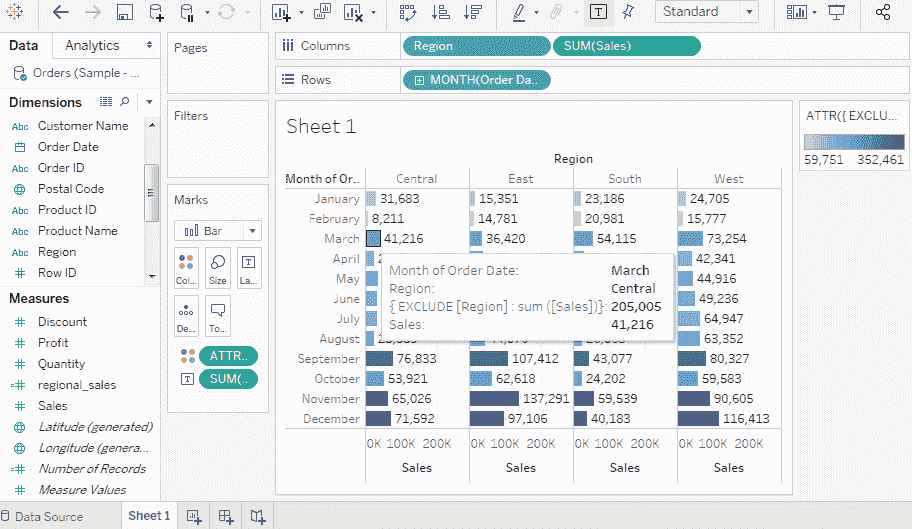 Standard
Data
Analytics
Orders (Sample - ...
Dimensions
Abc Customer Name
Order Date
Abc Order ID
Postal Code
Abc Product ID
Abc Product Name
Abc Region
# Row ID
Measures
# Discount
# Profit
# Quantity
=# regional_sales
# Sales
Latitude (generated)
Longitude (genera...
=# Number of Records
# Measure Values
Pages
Filters
Marks
Bar
Col...
Size
La...
De...
To...
ATTR..
T SUM(..
Columns
Region
SUM(Sales)
Rows
MONTH(Order Da..
Sheet 1
Region
Month of Or.. Central East South West
January 31,683 15,351 23,186 24,705
February 8,211 14,781 20,981 15,777
March 41,216 36,420 54,115 73,254
April 42,341
May 44,916
June 49,236
July 64,947
August 63,352
September 76,833 107,412 43,077 80,327
October 53,921 62,618 24,202 59,583
November 65,026 137,291 59,539 90,605
December 71,592 97,106 40,183 116,413
0K 100K 200K 0K 100K 200K 0K 100K 200K 0K 100K 200K
Sales Sales Sales Sales
Month of Order Date: March
Region: Central
{ EXCLUDE [Region] : sum ([Sales])}: 205,005
Sales: 41,216
ATTR({ EXCLU...
59,751 352,461
Data Source
Sheet 1